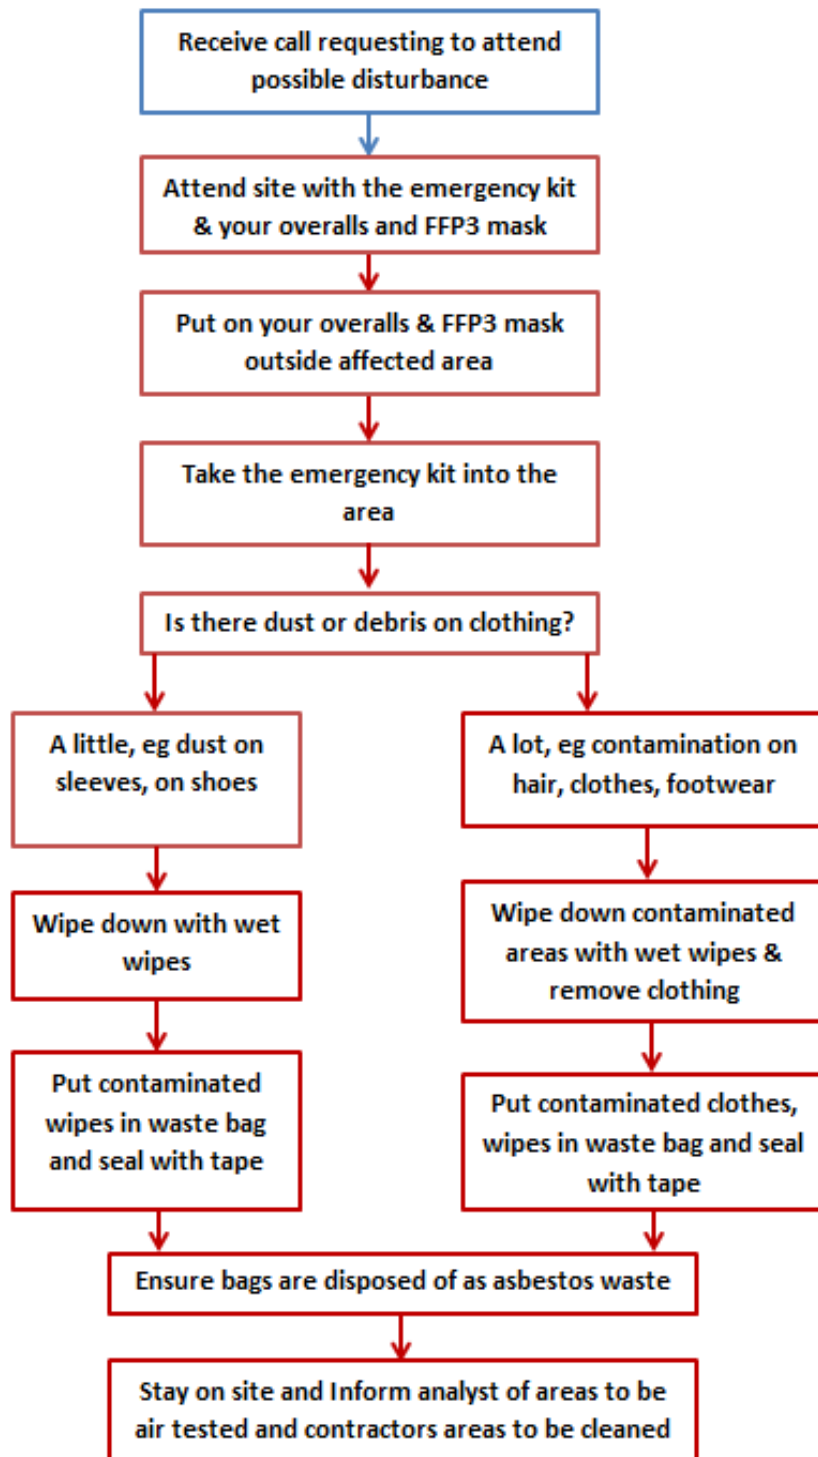 Receive call requesting to attend
possible disturbance
Attend site with the emergency kit
& your overalls and FFP3 mask
Put on your overalls & FFP3 mask
outside affected area
Take the emergency kit into the
area
Is there dust or debris on clothing?
A little, eg dust on
sleeves, on shoes
Wipe down with wet
wipes
Put contaminated
wipes in waste bag
and seal with tape
A lot, eg contamination on
hair, clothes, footwear
Wipe down contaminated
areas with wet wipes &
remove clothing
Put contaminated clothes,
wipes in waste bag and seal
with tape
Ensure bags are disposed of as asbestos waste
Stay on site and Inform analyst of areas to be
air tested and contractors areas to be cleaned